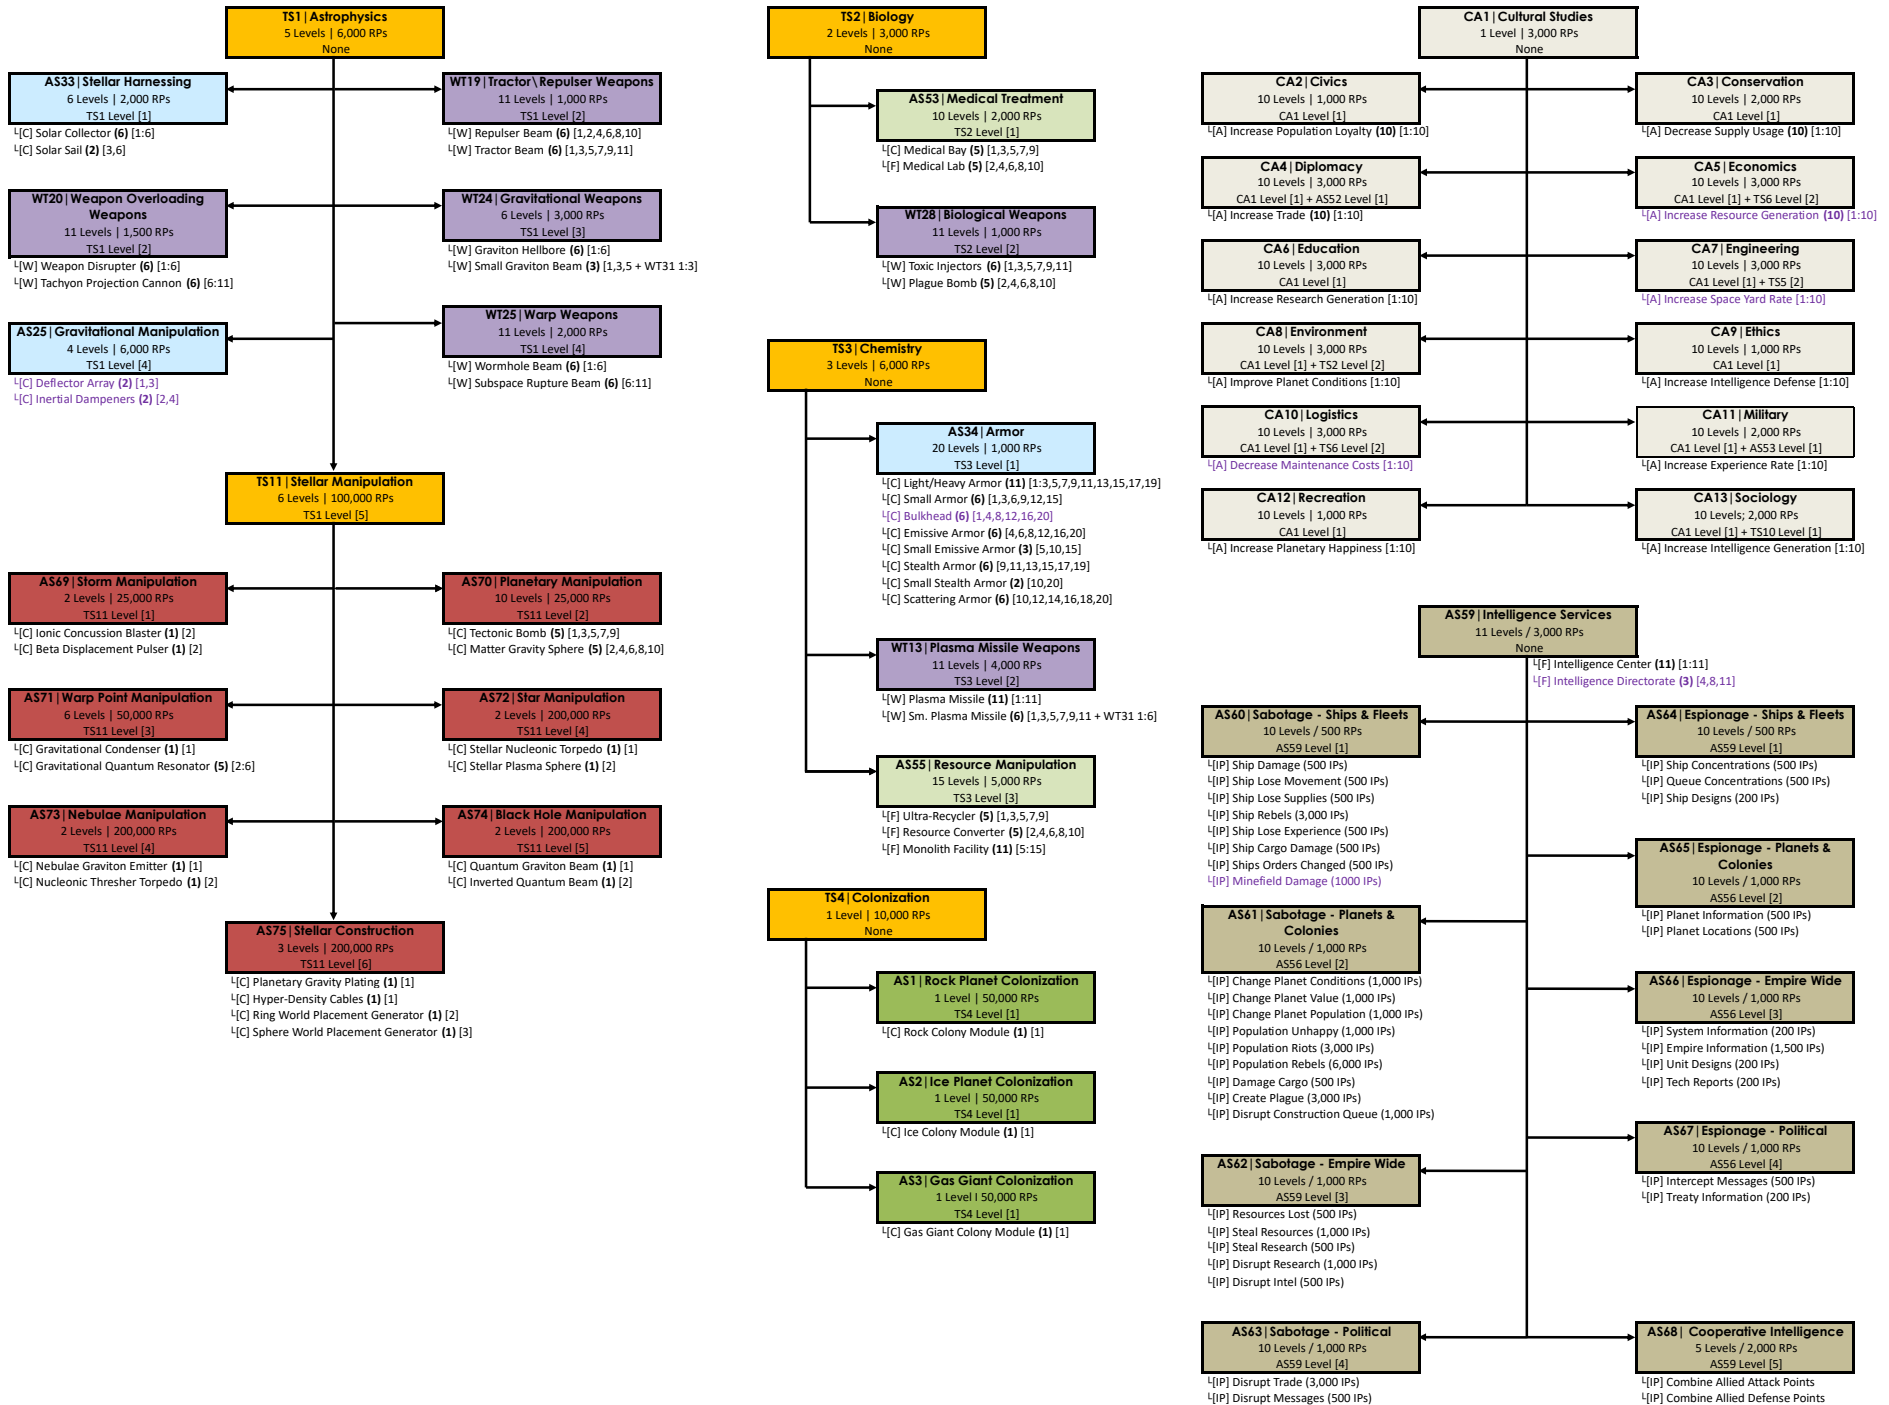 TS1|Astrophysics
5 Levels | 6,000 RPs
None
AS33|Stellar Harnessing
6 Levels | 2,000 RPs
TS1 Level [1]
└[C] Solar Collector (6) [1:6]
└[C] Solar Sail (2) [3,6]
WT19|Tractor\Repulser Weapons
11 Levels | 1,000 RPs
TS1 Level [2]
└[W] Repulser Beam (6) [1,2,4,6,8,10]
└[W] Tractor Beam (6) [1,3,5,7,9,11]
WT20|Weapon Overloading
Weapons
11 Levels | 1,500 RPs
TS1 Level [2]
└[W] Weapon Disrupter (6) [1:6]
└[W] Tachyon Projection Cannon (6) [6:11]
WT24|Gravitational Weapons
6 Levels | 3,000 RPs
TS1 Level [3]
└[W] Graviton Hellbore (6) [1:6]
└[W] Small Graviton Beam (3) [1,3,5 + WT31 1:3]
AS25|Gravitational Manipulation
4 Levels | 6,000 RPs
TS1 Level [4]
└[C] Deflector Array (2) [1,3]
└[C] Inertial Dampeners (2) [2,4]
WT25|Warp Weapons
11 Levels | 2,000 RPs
TS1 Level [4]
└[W] Wormhole Beam (6) [1:6]
└[W] Subspace Rupture Beam (6) [6:11]
TS11|Stellar Manipulation
6 Levels | 100,000 RPs
TS1 Level [5]
AS69|Storm Manipulation
2 Levels | 25,000 RPs
TS11 Level [1]
└[C] Ionic Concussion Blaster (1) [2]
└[C] Beta Displacement Pulser (1) [2]
AS70|Planetary Manipulation
10 Levels | 25,000 RPs
TS11 Level [2]
└[C] Tectonic Bomb (5) [1,3,5,7,9]
└[C] Matter Gravity Sphere (5) [2,4,6,8,10]
AS71|Warp Point Manipulation
6 Levels | 50,000 RPs
TS11 Level [3]
└[C] Gravitational Condenser (1) [1]
└[C] Gravitational Quantum Resonator (5) [2:6]
AS72|Star Manipulation
2 Levels | 200,000 RPs
TS11 Level [4]
└[C] Stellar Nucleonic Torpedo (1) [1]
└[C] Stellar Plasma Sphere (1) [2]
AS73|Nebulae Manipulation
2 Levels | 200,000 RPs
TS11 Level [4]
└[C] Nebulae Graviton Emitter (1) [1]
└[C] Nucleonic Thresher Torpedo (1) [2]
AS74|Black Hole Manipulation
2 Levels | 200,000 RPs
TS11 Level [5]
└[C] Quantum Graviton Beam (1) [1]
└[C] Inverted Quantum Beam (1) [2]
AS75|Stellar Construction
3 Levels | 200,000 RPs
TS11 Level [6]
└[C] Planetary Gravity Plating (1) [1]
└[C] Hyper-Density Cables (1) [1]
└[C] Ring World Placement Generator (1) [2]
└[C] Sphere World Placement Generator (1) [3]
TS2|Biology
2 Levels | 3,000 RPs
None
AS53|Medical Treatment
10 Levels | 2,000 RPs
TS2 Level [1]
└[C] Medical Bay (5) [1,3,5,7,9]
└[F] Medical Lab (5) [2,4,6,8,10]
WT28|Biological Weapons
11 Levels | 1,000 RPs
TS2 Level [2]
└[W] Toxic Injectors (6) [1,3,5,7,9,11]
└[W] Plague Bomb (5) [2,4,6,8,10]
TS3|Chemistry
3 Levels | 6,000 RPs
None
AS34|Armor
20 Levels | 1,000 RPs
TS3 Level [1]
└[C] Light/Heavy Armor (11) [1:3,5,7,9,11,13,15,17,19]
└[C] Small Armor (6) [1,3,6,9,12,15]
└[C] Bulkhead (6) [1,4,8,12,16,20]
└[C] Emissive Armor (6) [4,6,8,12,16,20]
└[C] Small Emissive Armor (3) [5,10,15]
└[C] Stealth Armor (6) [9,11,13,15,17,19]
└[C] Small Stealth Armor (2) [10,20]
└[C] Scattering Armor (6) [10,12,14,16,18,20]
WT13|Plasma Missile Weapons
11 Levels | 4,000 RPs
TS3 Level [2]
└[W] Plasma Missile (11) [1:11]
└[W] Sm. Plasma Missile (6) [1,3,5,7,9,11 + WT31 1:6]
AS55|Resource Manipulation
15 Levels | 5,000 RPs
TS3 Level [3]
└[F] Ultra-Recycler (5) [1,3,5,7,9]
└[F] Resource Converter (5) [2,4,6,8,10]
└[F] Monolith Facility (11) [5:15]
TS4|Colonization
1 Level | 10,000 RPs
None
AS1|Rock Planet Colonization
1 Level | 50,000 RPs
TS4 Level [1]
└[C] Rock Colony Module (1) [1]
AS2|Ice Planet Colonization
1 Level | 50,000 RPs
TS4 Level [1]
└[C] Ice Colony Module (1) [1]
AS3|Gas Giant Colonization
1 Level I 50,000 RPs
TS4 Level [1]
└[C] Gas Giant Colony Module (1) [1]
CA1|Cultural Studies
1 Level | 3,000 RPs
None
CA2|Civics
10 Levels | 1,000 RPs
CA1 Level [1]
└[A] Increase Population Loyalty (10) [1:10]
CA3|Conservation
10 Levels | 2,000 RPs
CA1 Level [1]
└[A] Decrease Supply Usage (10) [1:10]
CA4|Diplomacy
10 Levels | 3,000 RPs
CA1 Level [1] + AS52 Level [1]
└[A] Increase Trade (10) [1:10]
CA5|Economics
10 Levels | 3,000 RPs
CA1 Level [1] + TS6 Level [2]
└[A] Increase Resource Generation (10) [1:10]
CA6|Education
10 Levels | 3,000 RPs
CA1 Level [1]
└[A] Increase Research Generation [1:10]
CA7|Engineering
10 Levels | 3,000 RPs
CA1 Level [1] + TS5 [2]
└[A] Increase Space Yard Rate [1:10]
CA8|Environment
10 Levels | 3,000 RPs
CA1 Level [1] + TS2 Level [2]
└[A] Improve Planet Conditions [1:10]
CA9|Ethics
10 Levels | 1,000 RPs
CA1 Level [1]
└[A] Increase Intelligence Defense [1:10]
CA10|Logistics
10 Levels | 3,000 RPs
CA1 Level [1] + TS6 Level [2]
└[A] Decrease Maintenance Costs [1:10]
CA11|Military
10 Levels | 2,000 RPs
CA1 Level [1] + AS53 Level [1]
└[A] Increase Experience Rate [1:10]
CA12|Recreation
10 Levels | 1,000 RPs
CA1 Level [1]
└[A] Increase Planetary Happiness [1:10]
CA13|Sociology
10 Levels; 2,000 RPs
CA1 Level [1] + TS10 Level [1]
└[A] Increase Intelligence Generation [1:10]
AS59|Intelligence Services
11 Levels / 3,000 RPs
None
└[F] Intelligence Center (11) [1:11]
└[F] Intelligence Directorate (3) [4,8,11]
AS60|Sabotage - Ships & Fleets
10 Levels / 500 RPs
AS59 Level [1]
└[IP] Ship Damage (500 IPs)
└[IP] Ship Lose Movement (500 IPs)
└[IP] Ship Lose Supplies (500 IPs)
└[IP] Ship Rebels (3,000 IPs)
└[IP] Ship Lose Experience (500 IPs)
└[IP] Ship Cargo Damage (500 IPs)
└[IP] Ships Orders Changed (500 IPs)
└[IP] Minefield Damage (1000 IPs)
AS64|Espionage - Ships & Fleets
10 Levels / 500 RPs
AS59 Level [1]
└[IP] Ship Concentrations (500 IPs)
└[IP] Queue Concentrations (500 IPs)
└[IP] Ship Designs (200 IPs)
AS65|Espionage - Planets &
Colonies
10 Levels / 1,000 RPs
AS56 Level [2]
└[IP] Planet Information (500 IPs)
└[IP] Planet Locations (500 IPs)
AS61|Sabotage - Planets &
Colonies
10 Levels / 1,000 RPs
AS56 Level [2]
└[IP] Change Planet Conditions (1,000 IPs)
└[IP] Change Planet Value (1,000 IPs)
└[IP] Change Planet Population (1,000 IPs)
└[IP] Population Unhappy (1,000 IPs)
└[IP] Population Riots (3,000 IPs)
└[IP] Population Rebels (6,000 IPs)
└[IP] Damage Cargo (500 IPs)
└[IP] Create Plague (3,000 IPs)
└[IP] Disrupt Construction Queue (1,000 IPs)
AS66|Espionage - Empire Wide
10 Levels / 1,000 RPs
AS56 Level [3]
└[IP] System Information (200 IPs)
└[IP] Empire Information (1,500 IPs)
└[IP] Unit Designs (200 IPs)
└[IP] Tech Reports (200 IPs)
AS67|Espionage - Political
10 Levels / 1,000 RPs
AS56 Level [4]
└[IP] Intercept Messages (500 IPs)
└[IP] Treaty Information (200 IPs)
AS62|Sabotage - Empire Wide
10 Levels / 1,000 RPs
AS59 Level [3]
└[IP] Resources Lost (500 IPs)
└[IP] Steal Resources (1,000 IPs)
└[IP] Steal Research (500 IPs)
└[IP] Disrupt Research (1,000 IPs)
└[IP] Disrupt Intel (500 IPs)
AS63|Sabotage - Political
10 Levels / 1,000 RPs
AS59 Level [4]
└[IP] Disrupt Trade (3,000 IPs)
└[IP] Disrupt Messages (500 IPs)
AS68| Cooperative Intelligence
5 Levels / 2,000 RPs
AS59 Level [5]
└[IP] Combine Allied Attack Points
└[IP] Combine Allied Defense Points